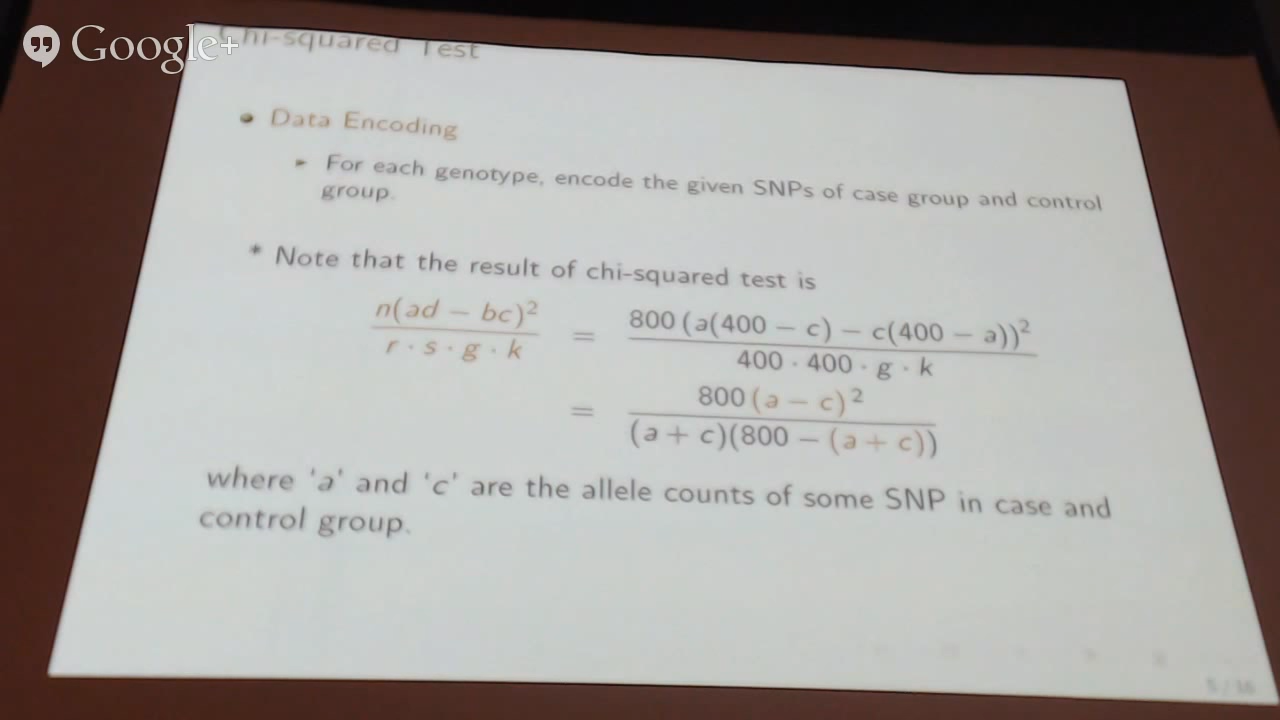 Google+
Chi-squared Test
Data Encoding
For each genotype, encode the given SNPs of case group and control
group.
* Note that the result of chi-squared test is
n(ad − bc)² / r · s · g · k = 800 (a(400 − c) − c(400 − a))² / 400 · 400 · g · k
= 800 (a − c)² / (a + c)(800 − (a + c))
where 'a' and 'c' are the allele counts of some SNP in case and
control group.
5 / 16